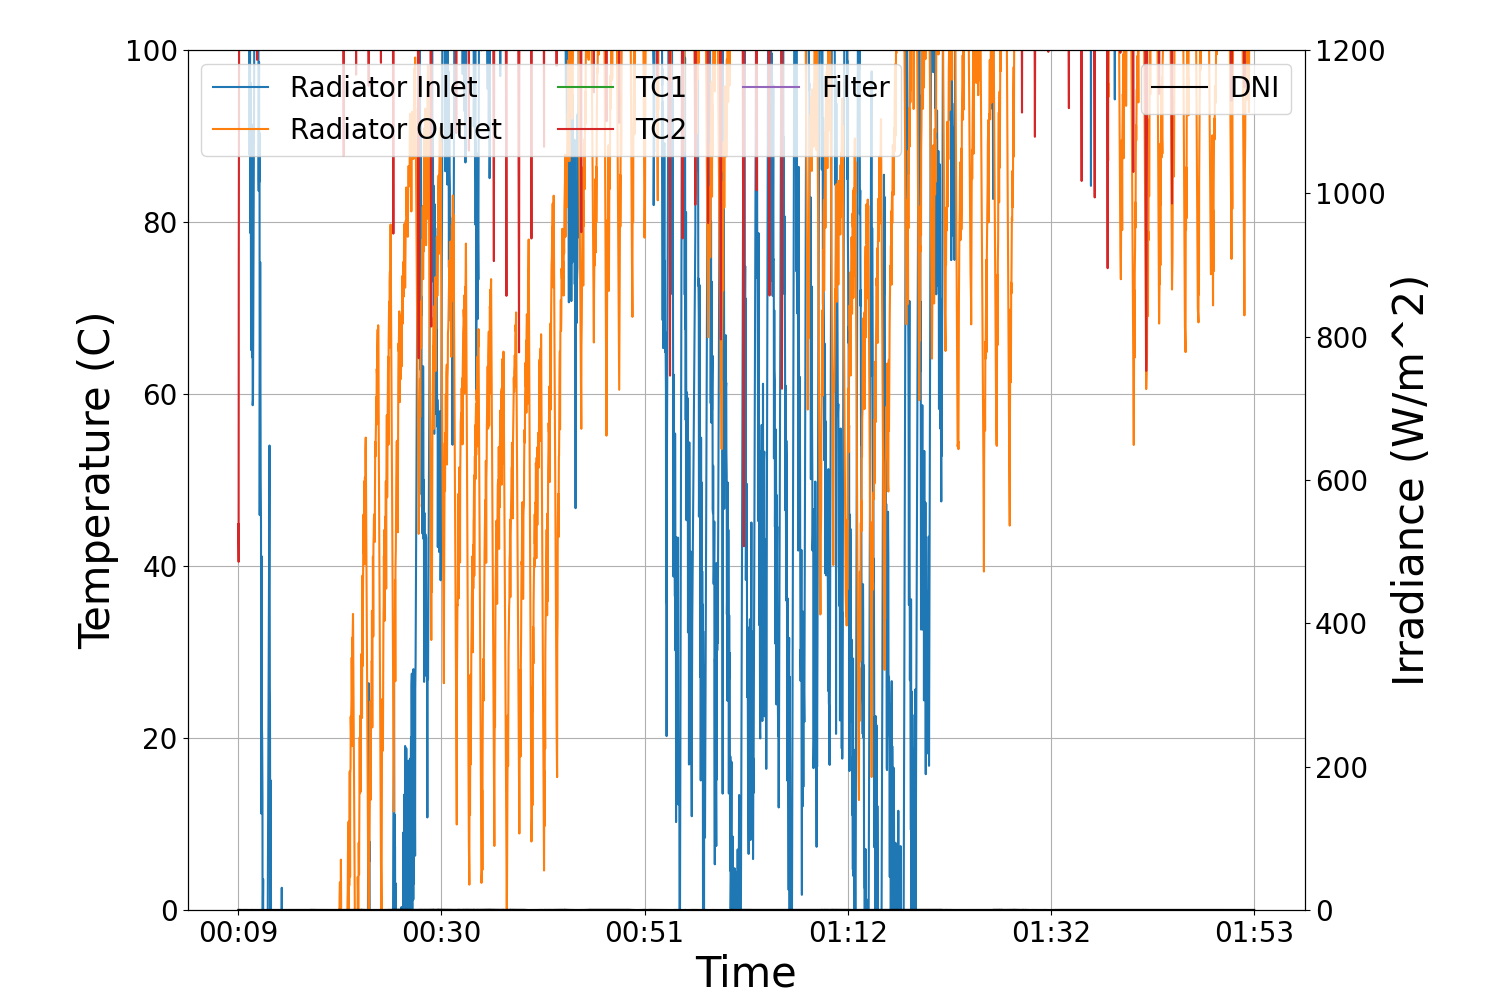 Radiator Inlet
Radiator Outlet
TC1
TC2
Filter
DNI
Temperature (C)
100
80
60
40
20
0
1200
1000
800
600
400
200
0
Irradiance (W/m^2)
00:09 00:30 00:51 01:12 01:32 01:53
Time